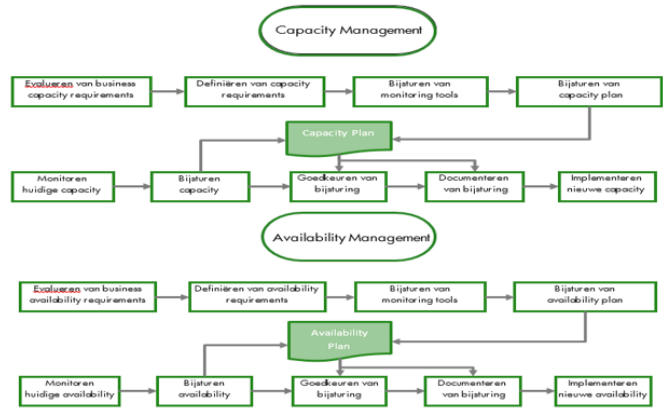 Capacity Management
Evalueren van business
capacity requirements
Definiëren van capacity
requirements
Bijsturen van
monitoring tools
Bijsturen van
capacity plan
Capacity Plan
Monitoren
huidige capacity
Bijsturen
capacity
Goedkeuren van
bijsturing
Documenteren
van bijsturing
Implementeren
nieuwe capacity
Availability Management
Evalueren van business
availability requirements
Definiëren van availability
requirements
Bijsturen van
monitoring tools
Bijsturen van
availability plan
Availability
Plan
Monitoren
huidige availability
Bijsturen
availability
Goedkeuren van
bijsturing
Documenteren
van bijsturing
Implementeren
nieuwe availability